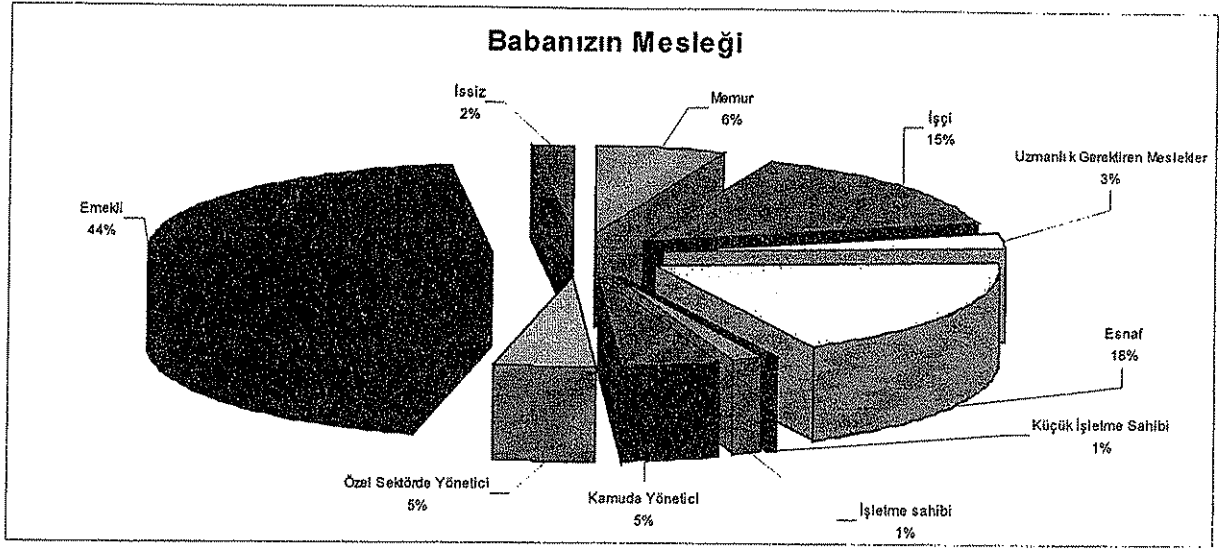 Babanızın Mesleği
İssiz
2%
Memur
6%
İşçi
15%
Uzmanlık Gerektiren Meslekler
3%
Emekli
44%
Esnaf
18%
Küçük İşletme Sahibi
1%
İşletme sahibi
1%
Kamuda Yönetici
5%
Özel Sektörde Yönetici
5%